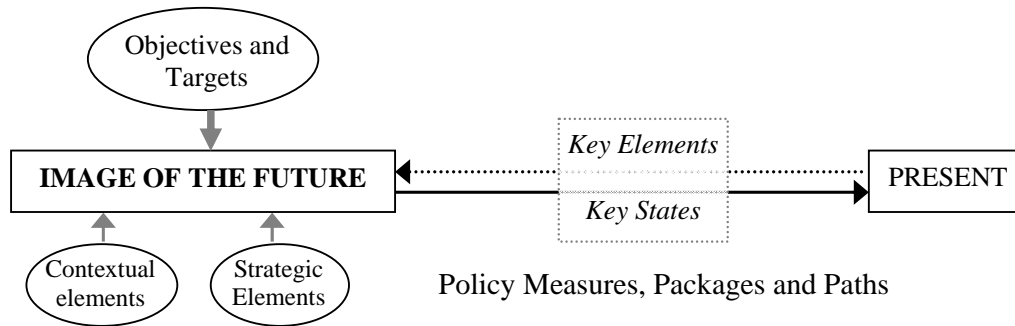 Objectives and
Targets
Key Elements
IMAGE OF THE FUTURE
PRESENT
Key States
Contextual
elements
Strategic
Elements
Policy Measures, Packages and Paths